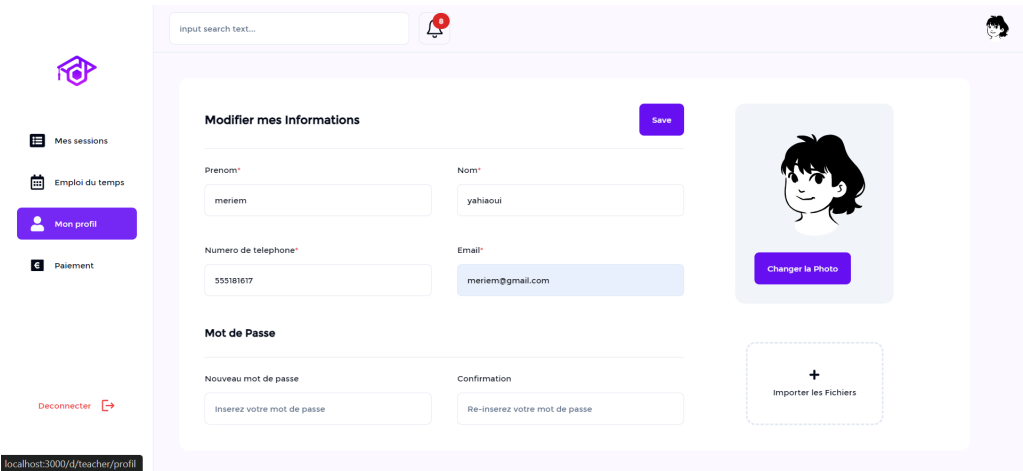 input search text...
8
Mes sessions
Emploi du temps
Mon profil
Paiement
Deconnecter
Modifier mes Informations
Save
Prenom*
Nom*
meriem
yahiaoui
Numero de telephone*
Email*
555181617
meriem@gmail.com
Mot de Passe
Nouveau mot de passe
Confirmation
Inserez votre mot de passe
Re-inserez votre mot de passe
Changer la Photo
+
Importer les Fichiers
localhost:3000/d/teacher/profil